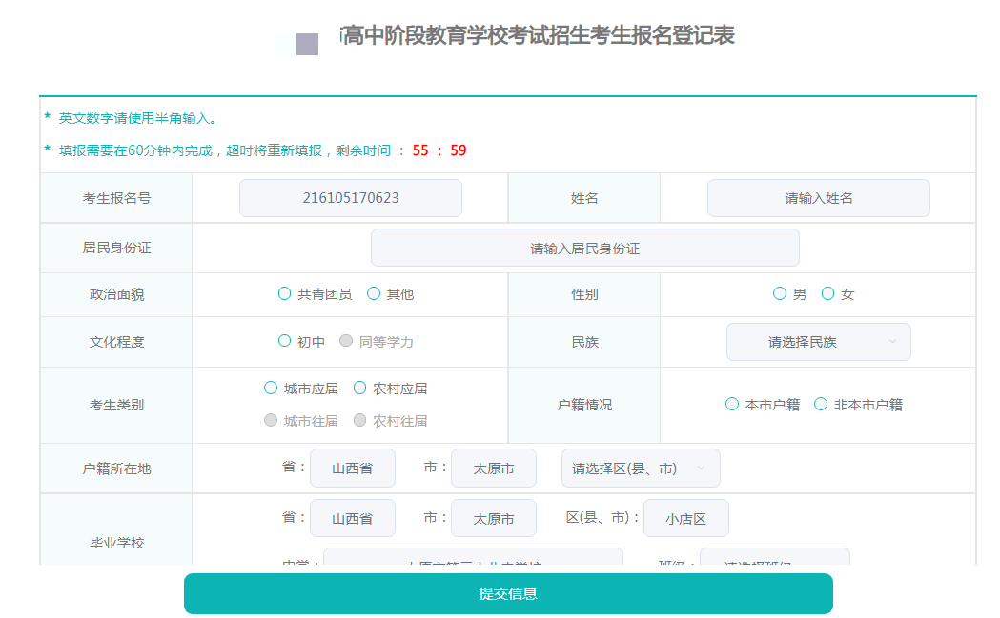 高中阶段教育学校考试招生考生报名登记表
* 英文数字请使用半角输入。
* 填报需要在60分钟内完成，超时将重新填报，剩余时间 ： 55 ： 59
考生报名号 216105170623 姓名 请输入姓名
居民身份证 请输入居民身份证
政治面貌 共青团员 其他 性别 男 女
文化程度 初中 同等学力 民族 请选择民族
考生类别 城市应届 农村应届 户籍情况 本市户籍 非本市户籍
城市往届 农村往届
户籍所在地 省： 山西省 市： 太原市 请选择区(县、市)
毕业学校 省： 山西省 市： 太原市 区(县、市)： 小店区
提交信息